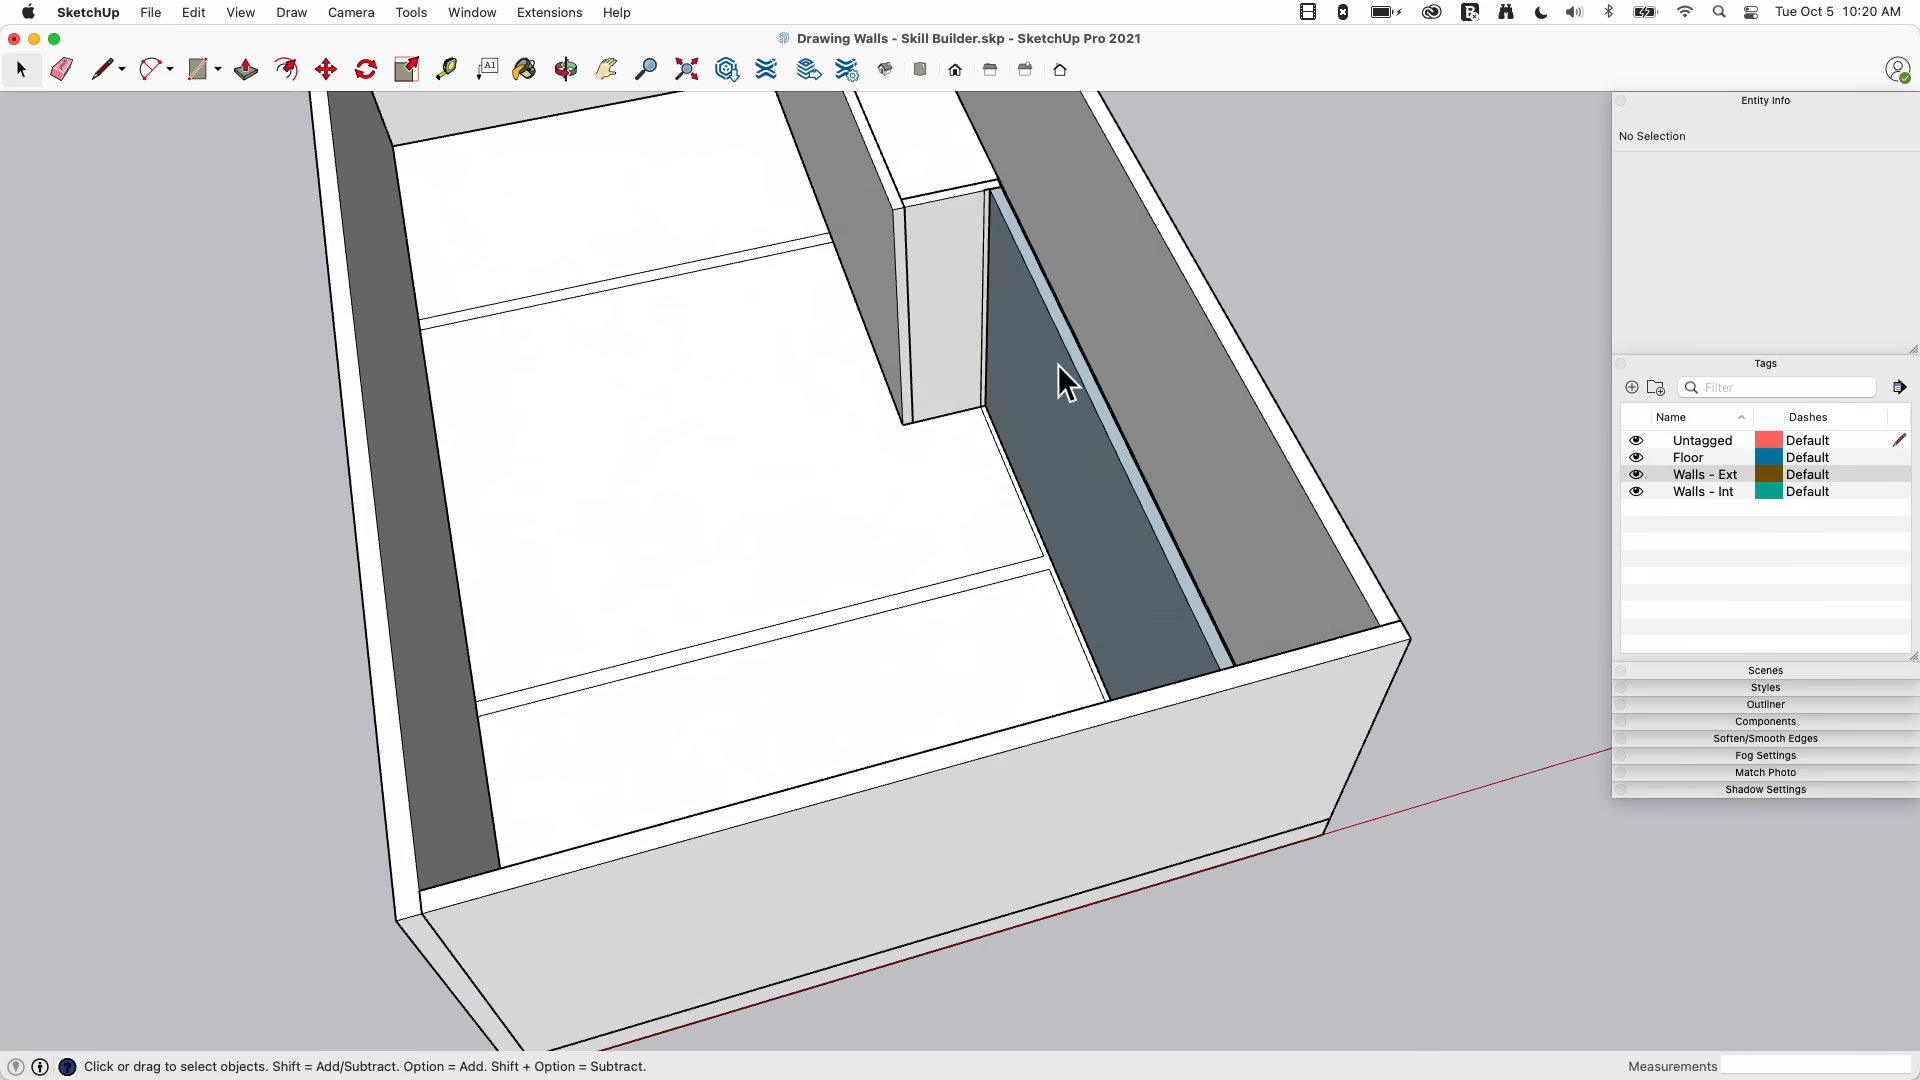 SketchUp File Edit View Draw Camera Tools Window Extensions Help Tue Oct 5 10:20 AM
Drawing Walls - Skill Builder.skp - SketchUp Pro 2021
A1
Entity Info
No Selection
Tags
Filter
Name Dashes
Untagged Default
Floor Default
Walls - Ext Default
Walls - Int Default
Scenes
Styles
Outliner
Components
Soften/Smooth Edges
Fog Settings
Match Photo
Shadow Settings
Click or drag to select objects. Shift = Add/Subtract. Option = Add. Shift + Option = Subtract. Measurements